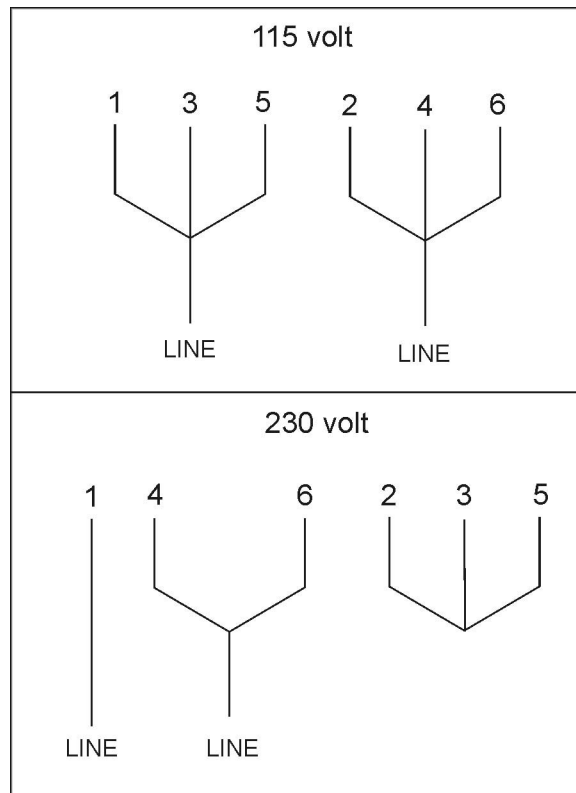 115 volt
1 3 5 2 4 6
LINE LINE
230 volt
1 4 6 2 3 5
LINE LINE